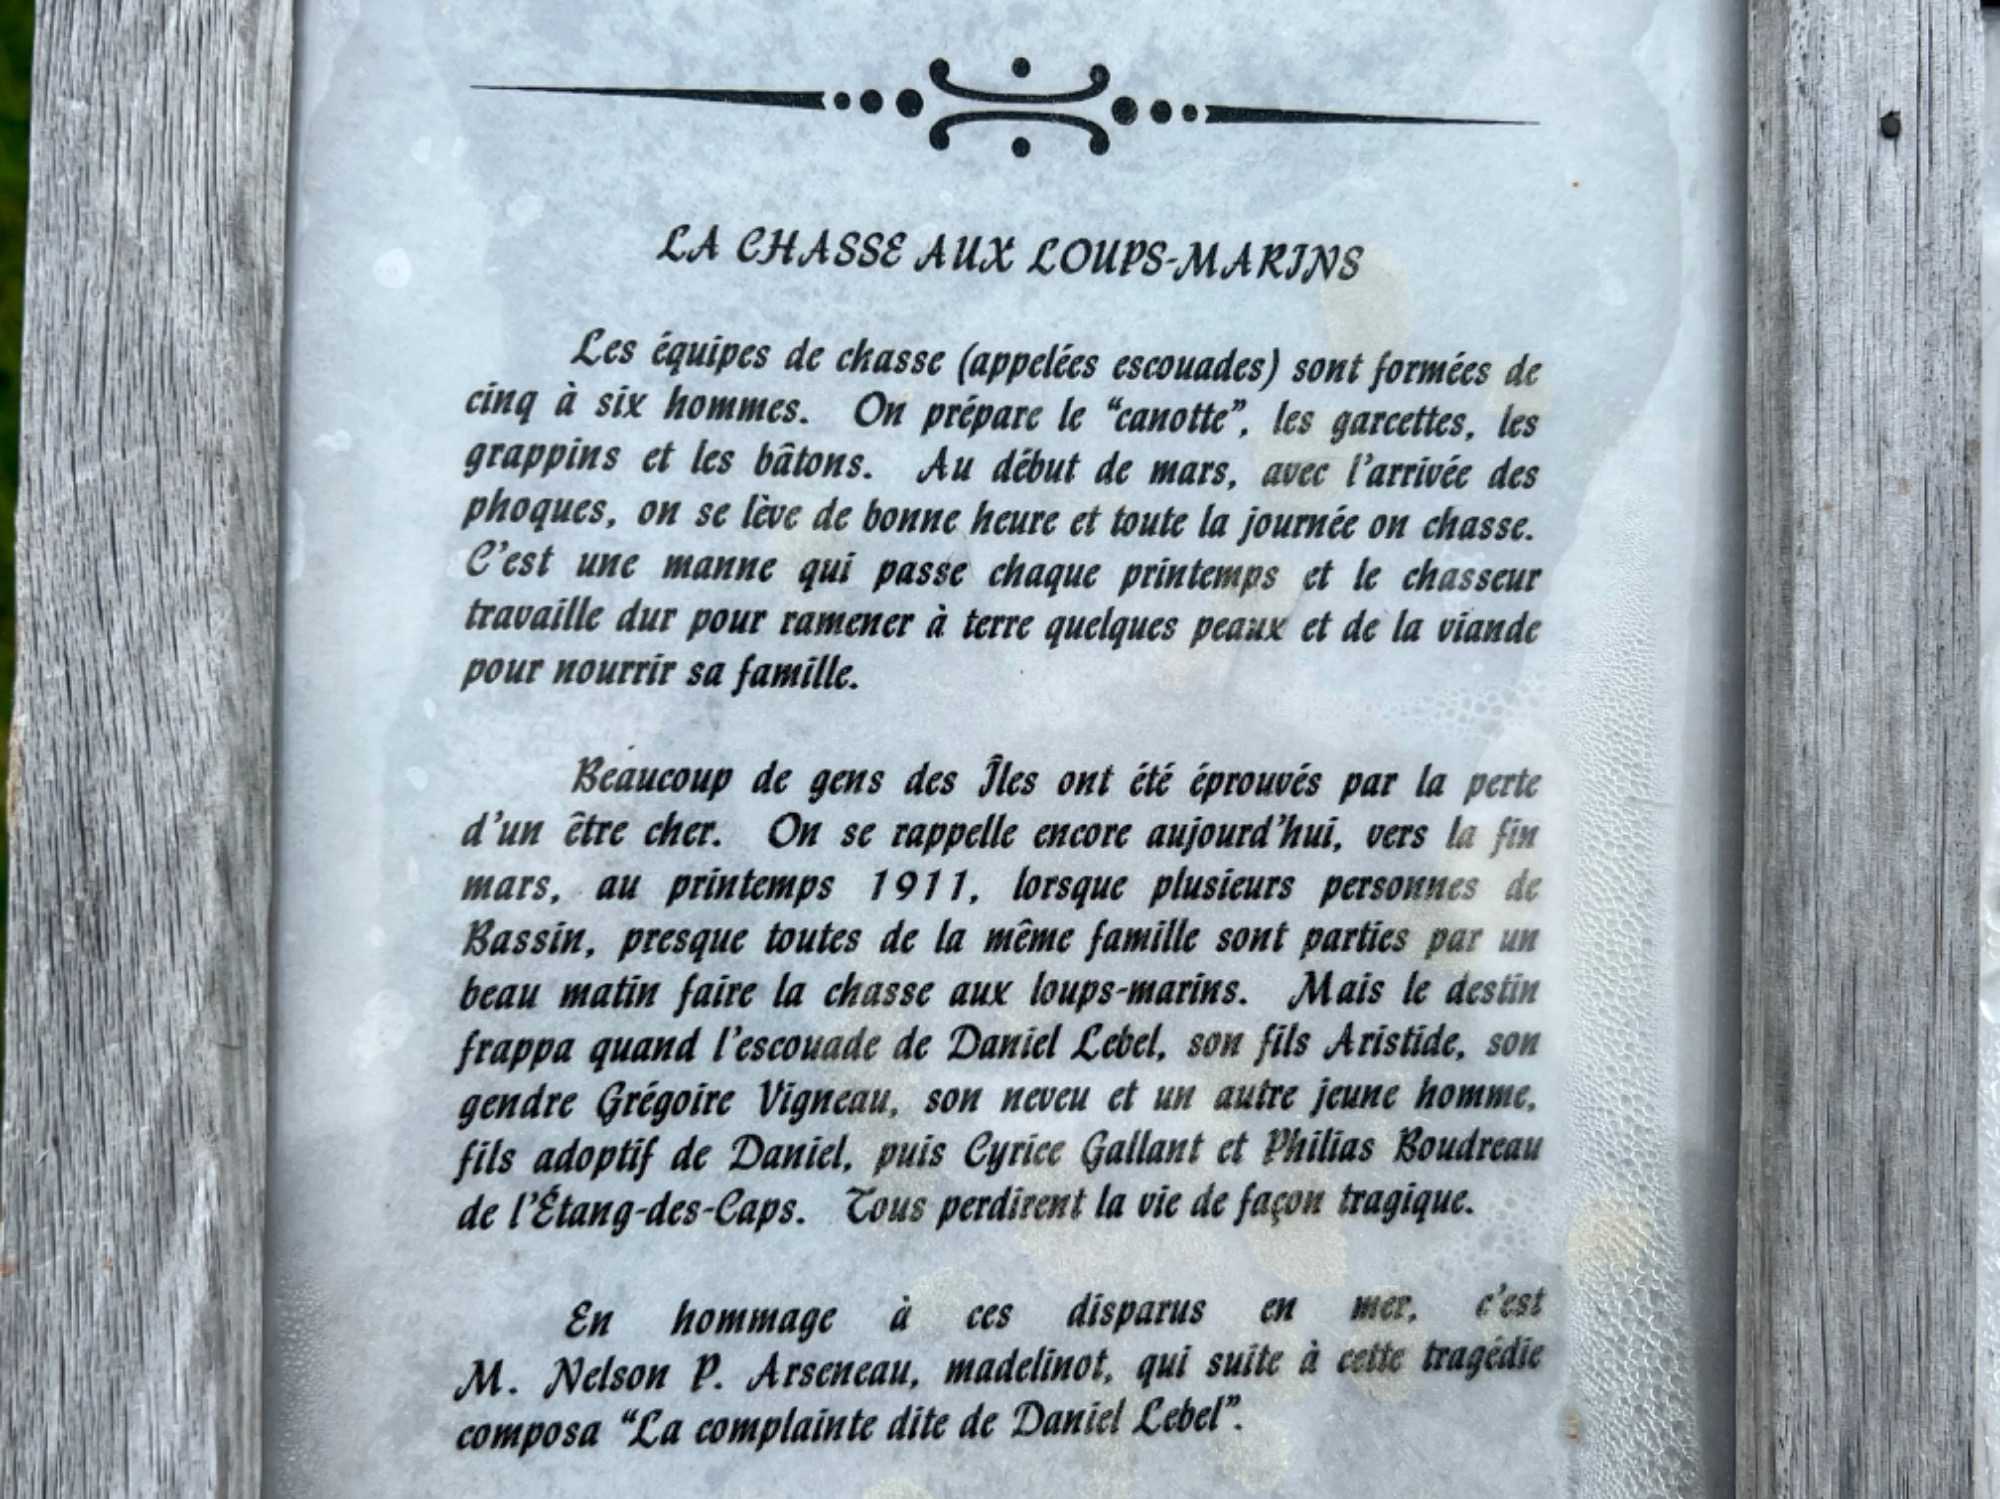 LA CHASSE AUX LOUPS-MARINS
Les équipes de chasse (appelées escouades) sont formées de
cinq à six hommes. On prépare le “canotte”, les garcettes, les
grappins et les bâtons. Au début de mars, avec l'arrivée des
phoques, on se lève de bonne heure et toute la journée on chasse.
C'est une manne qui passe chaque printemps et le chasseur
travaille dur pour ramener à terre quelques peaux et de la viande
pour nourrir sa famille.
Beaucoup de gens des Îles ont été éprouvés par la perte
d'un être cher. On se rappelle encore aujourd'hui, vers la fin
mars, au printemps 1911, lorsque plusieurs personnes de
Bassin, presque toutes de la même famille sont parties par un
beau matin faire la chasse aux loups-marins. Mais le destin
frappa quand l'escouade de Daniel Lebel, son fils Aristide, son
gendre Grégoire Vigneau, son neveu et un autre jeune homme,
fils adoptif de Daniel, puis Cyrice Gallant et Philias Boudreau
de l'Étang-des-Caps. Tous perdirent la vie de façon tragique.
En hommage à ces disparus en mer, c'est
M. Nelson P. Arseneau, madelinot, qui suite à cette tragédie
composa “La complainte dite de Daniel Lebel”.